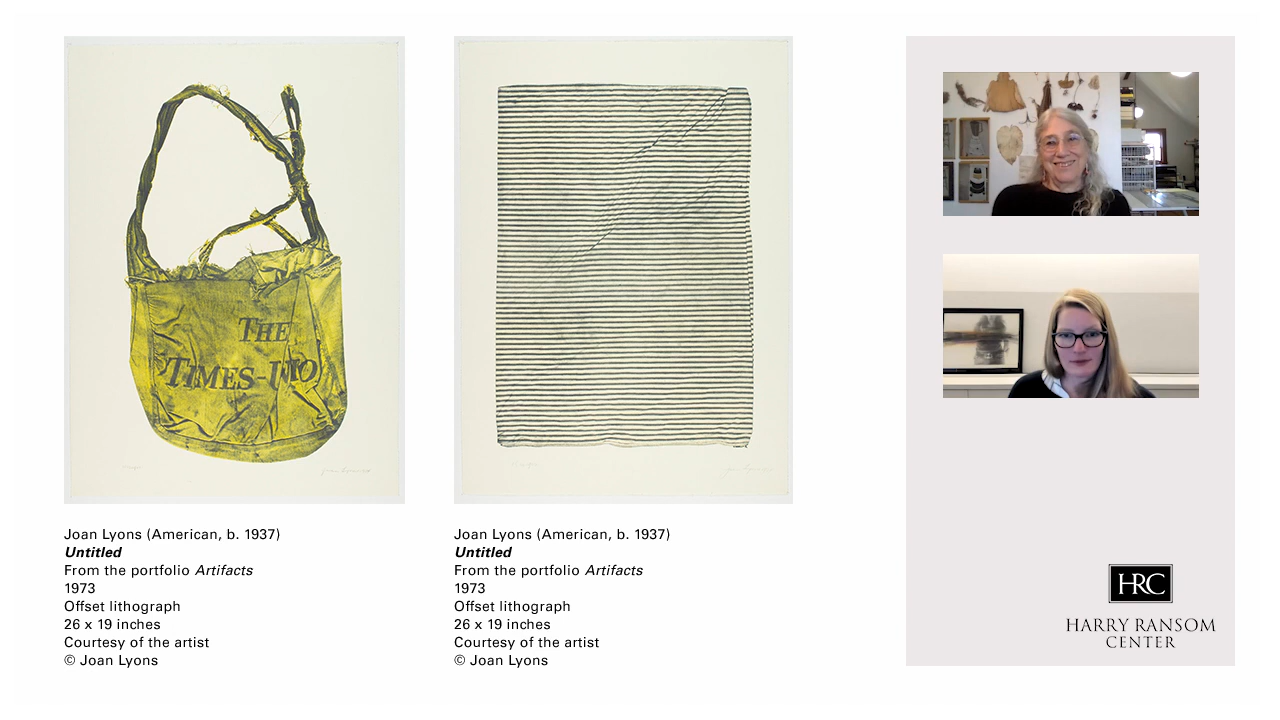 THE
TIMES-U
Joan Lyons (American, b. 1937)
Untitled
From the portfolio Artifacts
1973
Offset lithograph
26 x 19 inches
Courtesy of the artist
© Joan Lyons
Joan Lyons (American, b. 1937)
Untitled
From the portfolio Artifacts
1973
Offset lithograph
26 x 19 inches
Courtesy of the artist
© Joan Lyons
HRC
HARRY RANSOM
CENTER